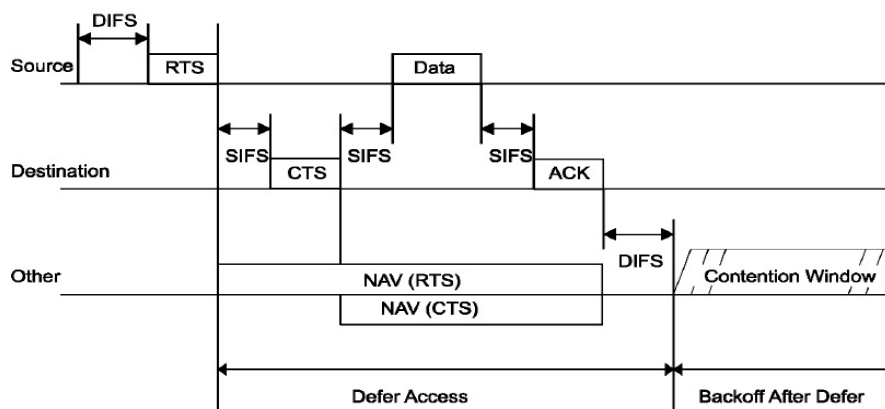 DIFS
Source
RTS
Data
SIFS
SIFS
SIFS
Destination
CTS
ACK
DIFS
Other
NAV (RTS)
Contention Window
NAV (CTS)
Defer Access
Backoff After Defer